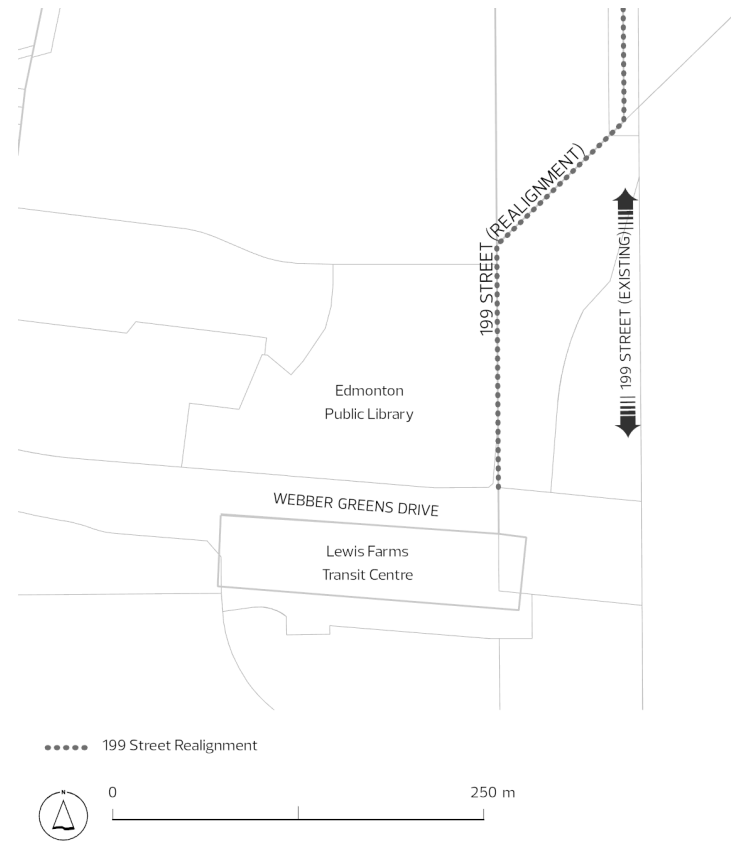 199 STREET (REALIGNMENT)
199 STREET (EXISTING)
Edmonton
Public Library
WEBBER GREENS DRIVE
Lewis Farms
Transit Centre
199 Street Realignment
N
0
250 m